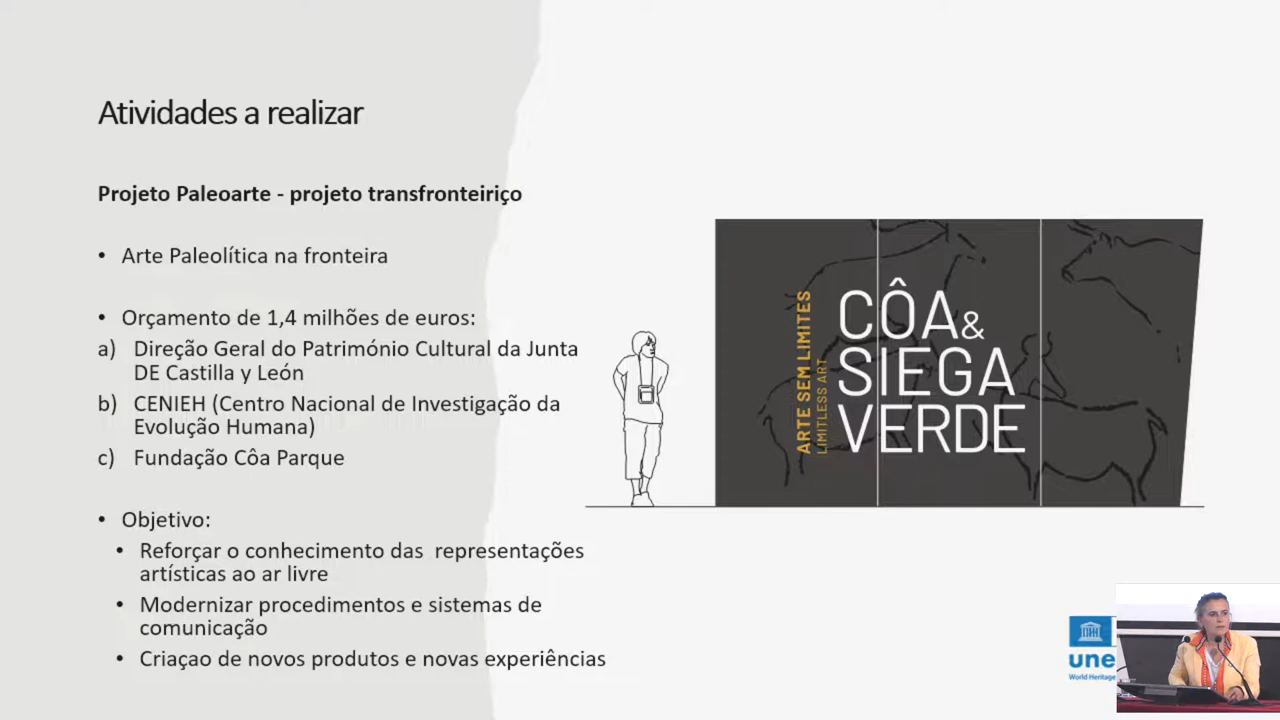 Atividades a realizar
Projeto Paleoarte - projeto transfronteiriço
• Arte Paleolítica na fronteira
• Orçamento de 1,4 milhões de euros:
a) Direção Geral do Património Cultural da Junta
DE Castilla y León
b) CENIEH (Centro Nacional de Investigação da
Evolução Humana)
c) Fundação Côa Parque
• Objetivo:
• Reforçar o conhecimento das representações
artísticas ao ar livre
• Modernizar procedimentos e sistemas de
comunicação
• Criaçao de novos produtos e novas experiências
ARTE SEM LIMITES
LIMITLESS ART
CÔA&
SIEGA
VERDE
une
World Heritage